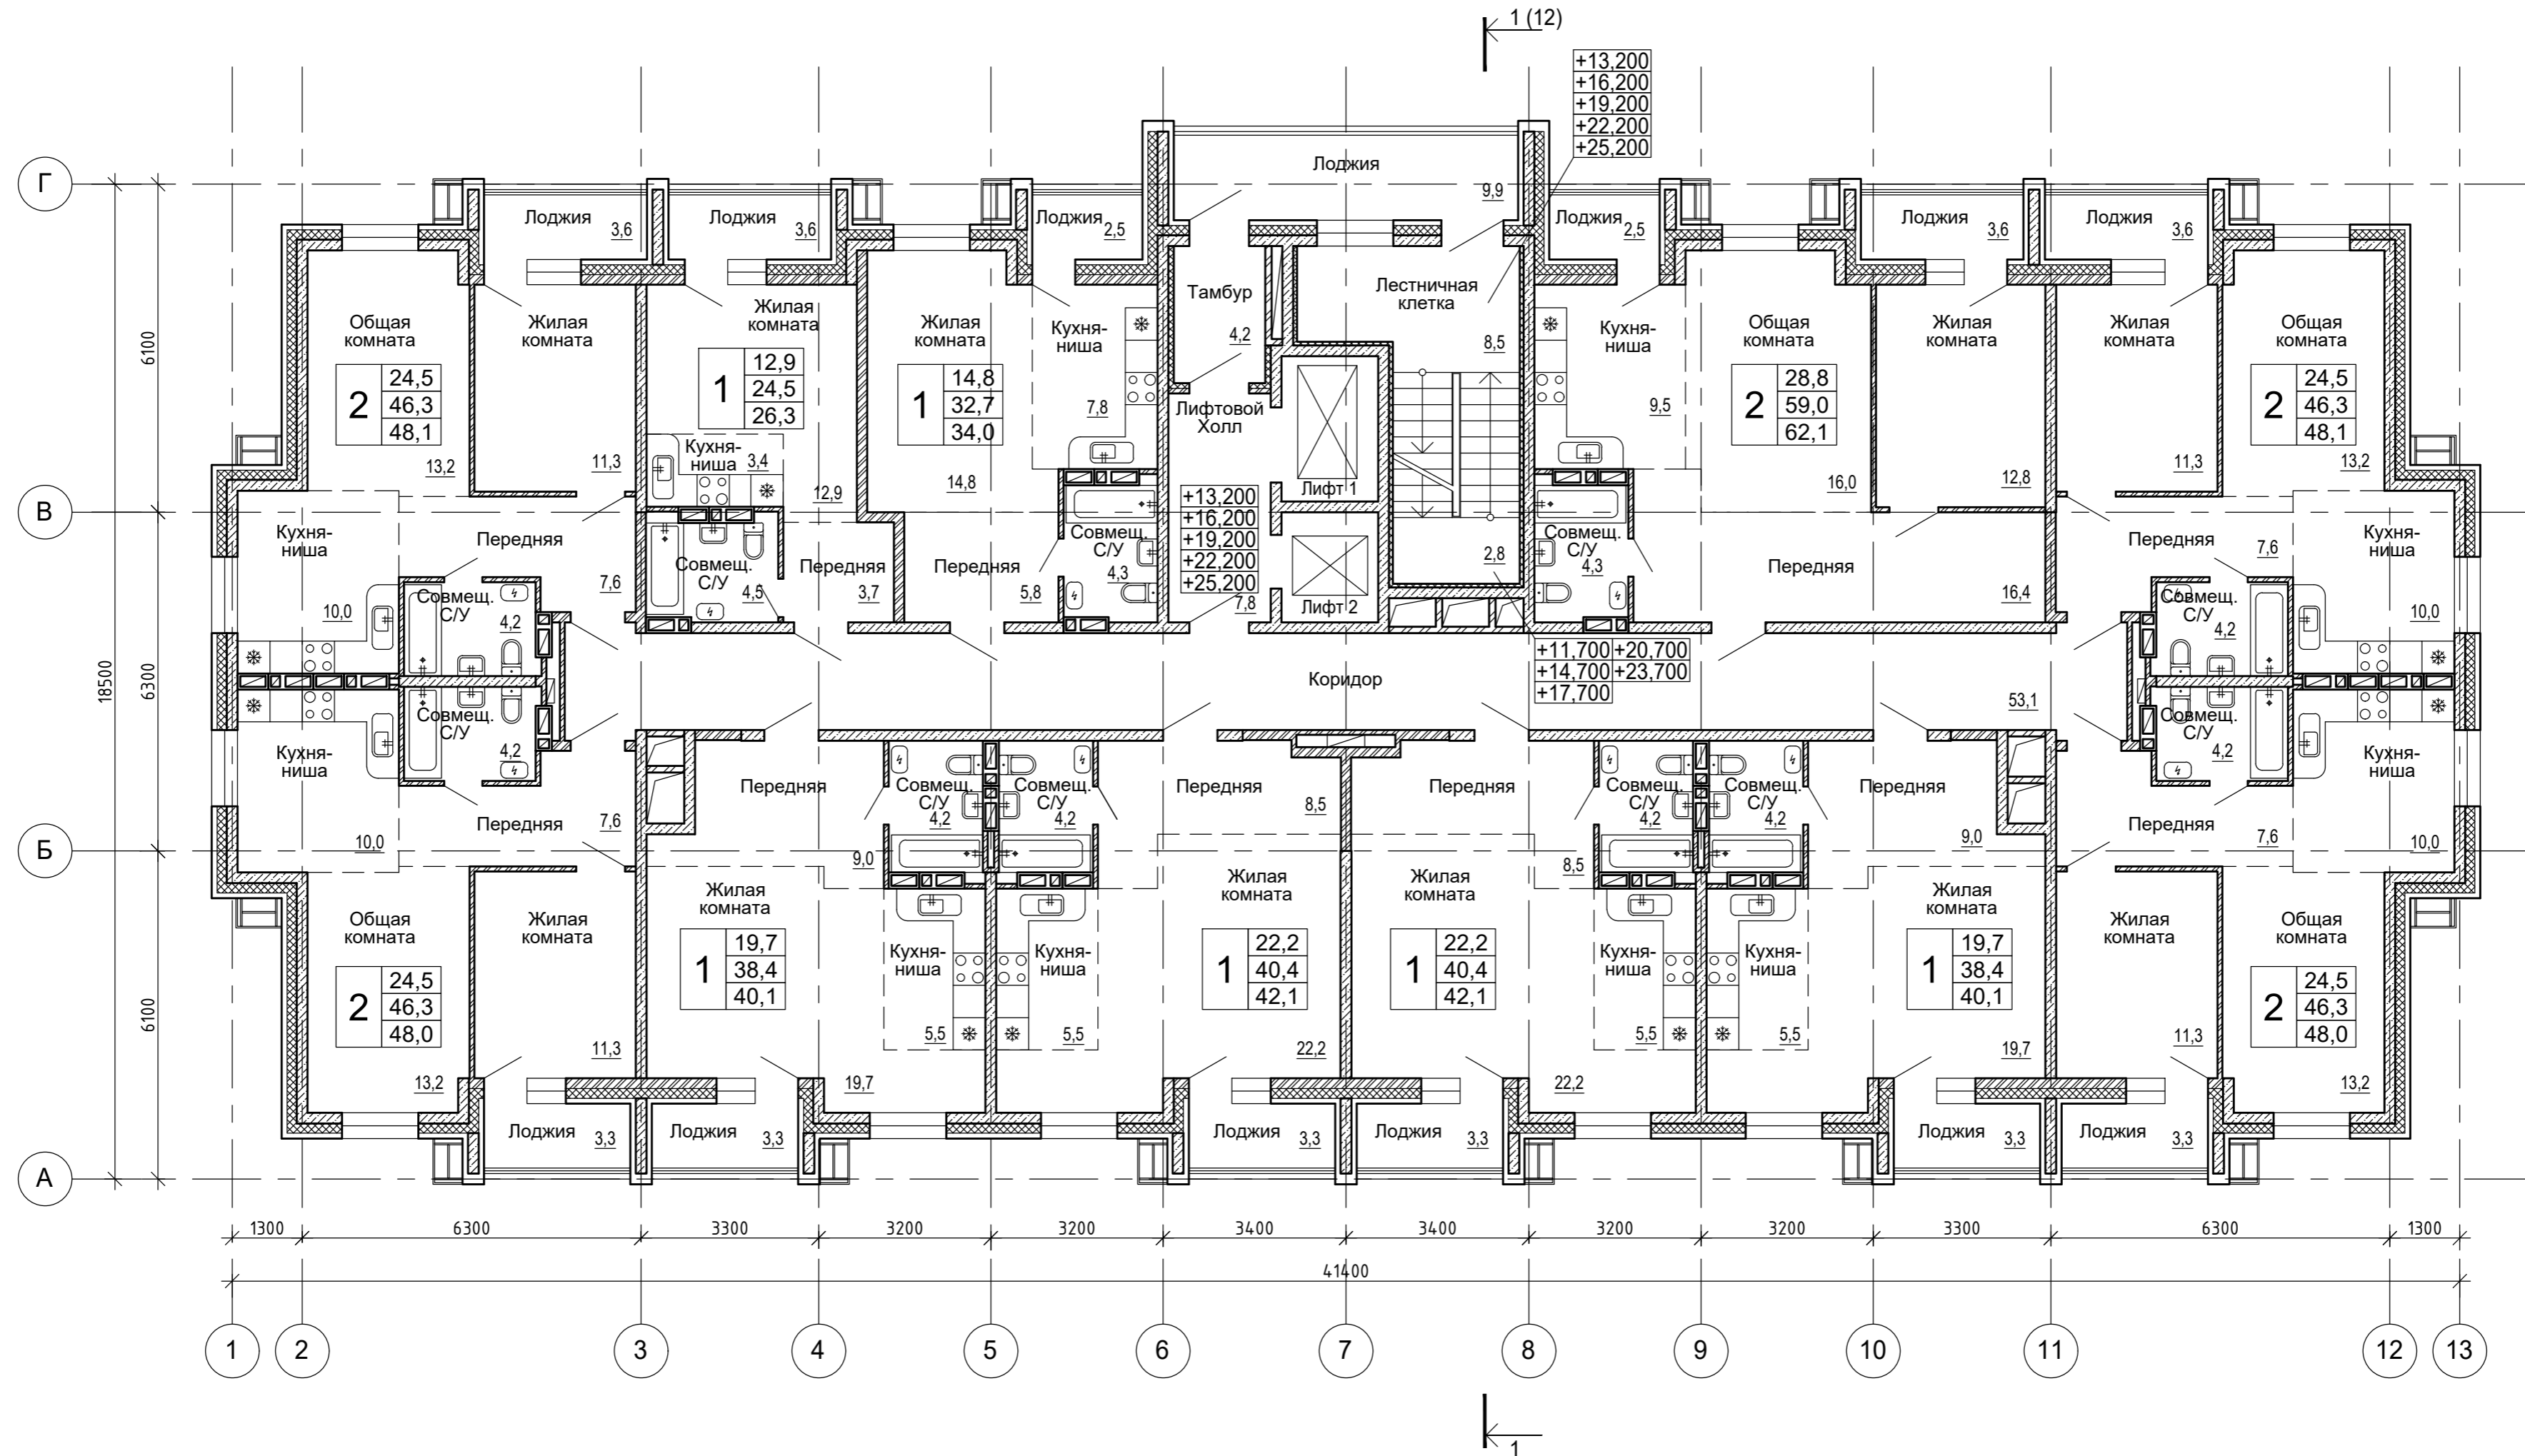 1 (12)
+13,200
+16,200
+19,200
+22,200
+25,200
Г
Лоджия
9,9
Лоджия
3,6
Лоджия
3,6
Лоджия
2,5
Лоджия
2,5
Лоджия
3,6
Лоджия
3,6
6100
Общая
комната
2
24,5
46,3
48,1
13,2
Жилая
комната
11,3
Жилая
комната
1
12,9
24,5
26,3
Кухня-
ниша
3,4
12,9
Жилая
комната
1
14,8
32,7
34,0
14,8
Кухня-
ниша
7,8
Тамбур
4,2
Лифтовой
Холл
Лестничная
клетка
8,5
Лифт 1
Кухня-
ниша
9,5
Общая
комната
2
28,8
59,0
62,1
16,0
Жилая
комната
12,8
Жилая
комната
11,3
Общая
комната
2
24,5
46,3
48,1
13,2
В
+13,200
+16,200
+19,200
+22,200
+25,200
7,8
Лифт 2
2,8
Кухня-
ниша
10,0
Передняя
7,6
Совмещ.
С/У
4,2
Совмещ.
С/У
4,5
Передняя
3,7
Передняя
5,8
Совмещ.
С/У
4,3
Совмещ.
С/У
4,3
Передняя
16,4
Передняя
7,6
Совмещ.
С/У
4,2
Кухня-
ниша
10,0
18500
6300
+11,700 +20,700
+14,700 +23,700
+17,700
Коридор
53,1
Кухня-
ниша
10,0
Совмещ.
С/У
4,2
Передняя
7,6
Передняя
9,0
Совмещ.
С/У
4,2
Совмещ.
С/У
4,2
Передняя
8,5
Передняя
8,5
Совмещ.
С/У
4,2
Совмещ.
С/У
4,2
Передняя
9,0
Совмещ.
С/У
4,2
Передняя
7,6
Кухня-
ниша
10,0
Б
6100
Общая
комната
2
24,5
46,3
48,0
13,2
Жилая
комната
11,3
Жилая
комната
1
19,7
38,4
40,1
19,7
Кухня-
ниша
5,5
Кухня-
ниша
5,5
Жилая
комната
1
22,2
40,4
42,1
22,2
Жилая
комната
1
22,2
40,4
42,1
22,2
Кухня-
ниша
5,5
Кухня-
ниша
5,5
Жилая
комната
1
19,7
38,4
40,1
19,7
Жилая
комната
11,3
Общая
комната
2
24,5
46,3
48,0
13,2
Лоджия
3,3
Лоджия
3,3
Лоджия
3,3
Лоджия
3,3
Лоджия
3,3
Лоджия
3,3
А
1300 6300 3300 3200 3200 3400 3400 3200 3200 3300 6300 1300
41400
1 2 3 4 5 6 7 8 9 10 11 12 13
1